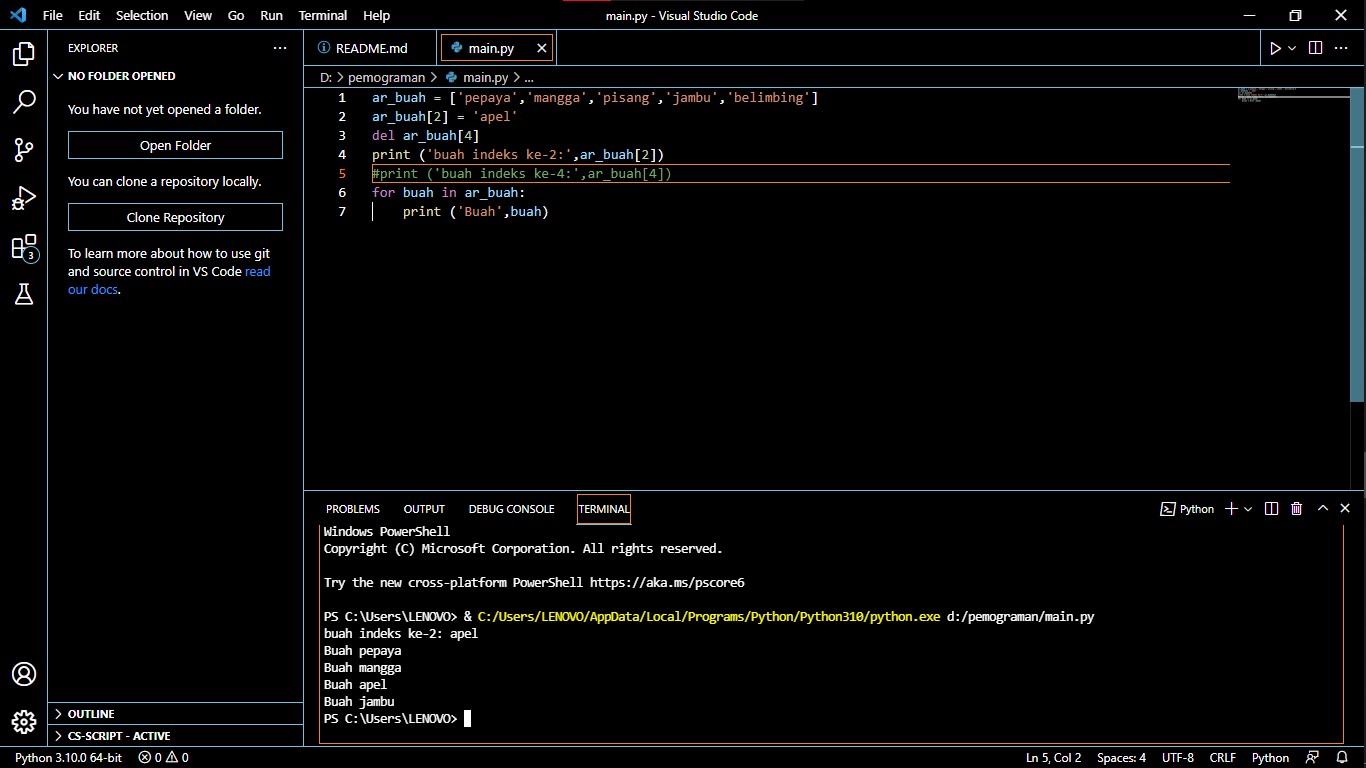 File Edit Selection View Go Run Terminal Help
main.py - Visual Studio Code
EXPLORER
NO FOLDER OPENED
You have not yet opened a folder.
Open Folder
You can clone a repository locally.
Clone Repository
To learn more about how to use git
and source control in VS Code read
our docs.
3
OUTLINE
CS-SCRIPT - ACTIVE
README.md
main.py
D: > pemograman > main.py > ...
1 ar_buah = ['pepaya','mangga','pisang','jambu','belimbing']
2 ar_buah[2] = 'apel'
3 del ar_buah[4]
4 print ('buah indeks ke-2:',ar_buah[2])
5 #print ('buah indeks ke-4:',ar_buah[4])
6 for buah in ar_buah:
7     print ('Buah',buah)
PROBLEMS OUTPUT DEBUG CONSOLE TERMINAL
Python
Windows PowerShell
Copyright (C) Microsoft Corporation. All rights reserved.
Try the new cross-platform PowerShell https://aka.ms/pscore6
PS C:\Users\LENOVO> & C:/Users/LENOVO/AppData/Local/Programs/Python/Python310/python.exe d:/pemograman/main.py
buah indeks ke-2: apel
Buah pepaya
Buah mangga
Buah apel
Buah jambu
PS C:\Users\LENOVO>
Python 3.10.0 64-bit 0 0
Ln 5, Col 2 Spaces: 4 UTF-8 CRLF Python